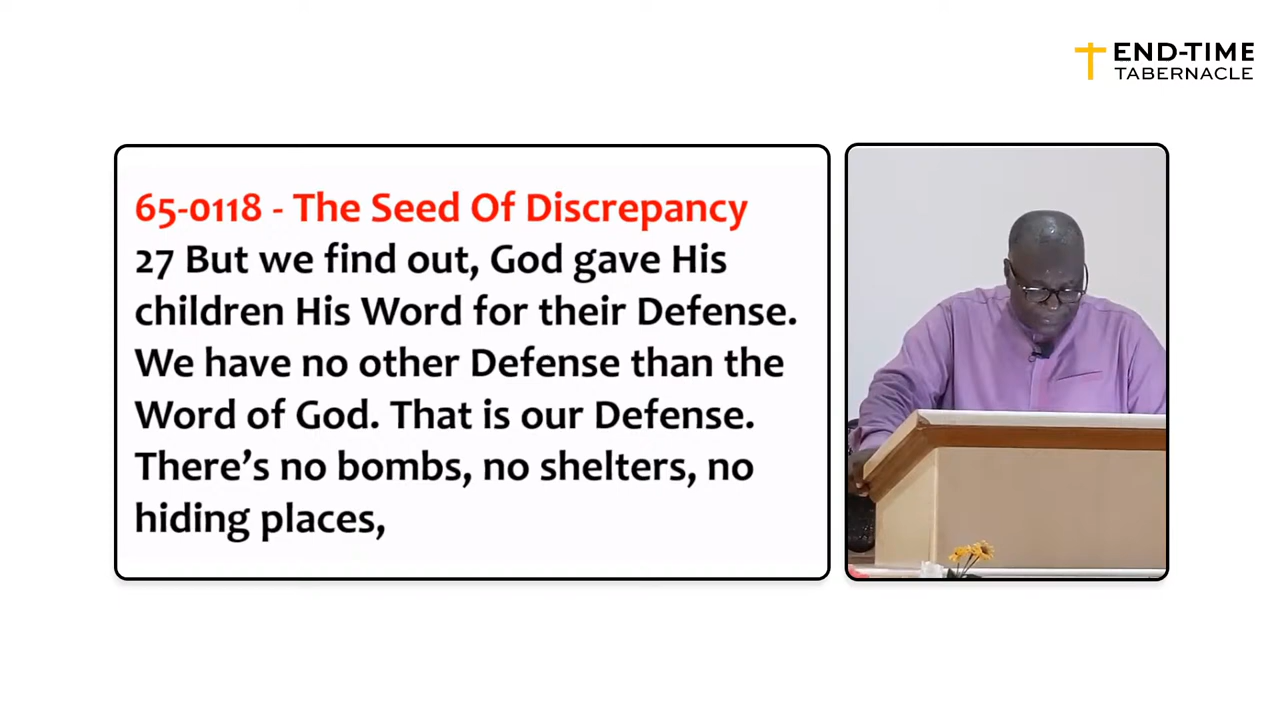 END-TIME
TABERNACLE
65-0118 - The Seed Of Discrepancy
27 But we find out, God gave His
children His Word for their Defense.
We have no other Defense than the
Word of God. That is our Defense.
There's no bombs, no shelters, no
hiding places,